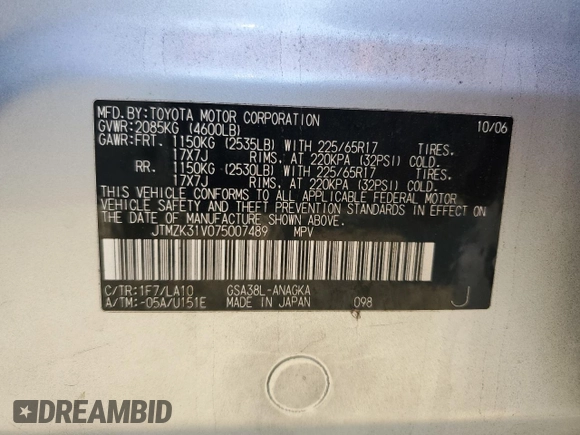 MFD.BY:TOYOTA MOTOR CORPORATION 10/06
GVWR:2085KG (4600LB)
GAWR:FRT. 1150KG (2535LB) WITH 225/65R17 TIRES.
17X7J RIMS. AT 220KPA (32PSI) COLD.
RR. 1150KG (2530LB) WITH 225/65R17 TIRES.
17X7J RIMS. AT 220KPA (32PSI) COLD.
THIS VEHICLE CONFORMS TO ALL APPLICABLE FEDERAL MOTOR
VEHICLE SAFETY AND THEFT PREVENTION STANDARDS IN EFFECT
ON THE DATE OF MANUFACTURE SHOWN ABOVE.
JTMZK31V075007489 MPV
C/TR:1F7/LA10 GSA38L-ANAGKA
A/TM:-05A/U151E MADE IN JAPAN 098 J
DREAMBID